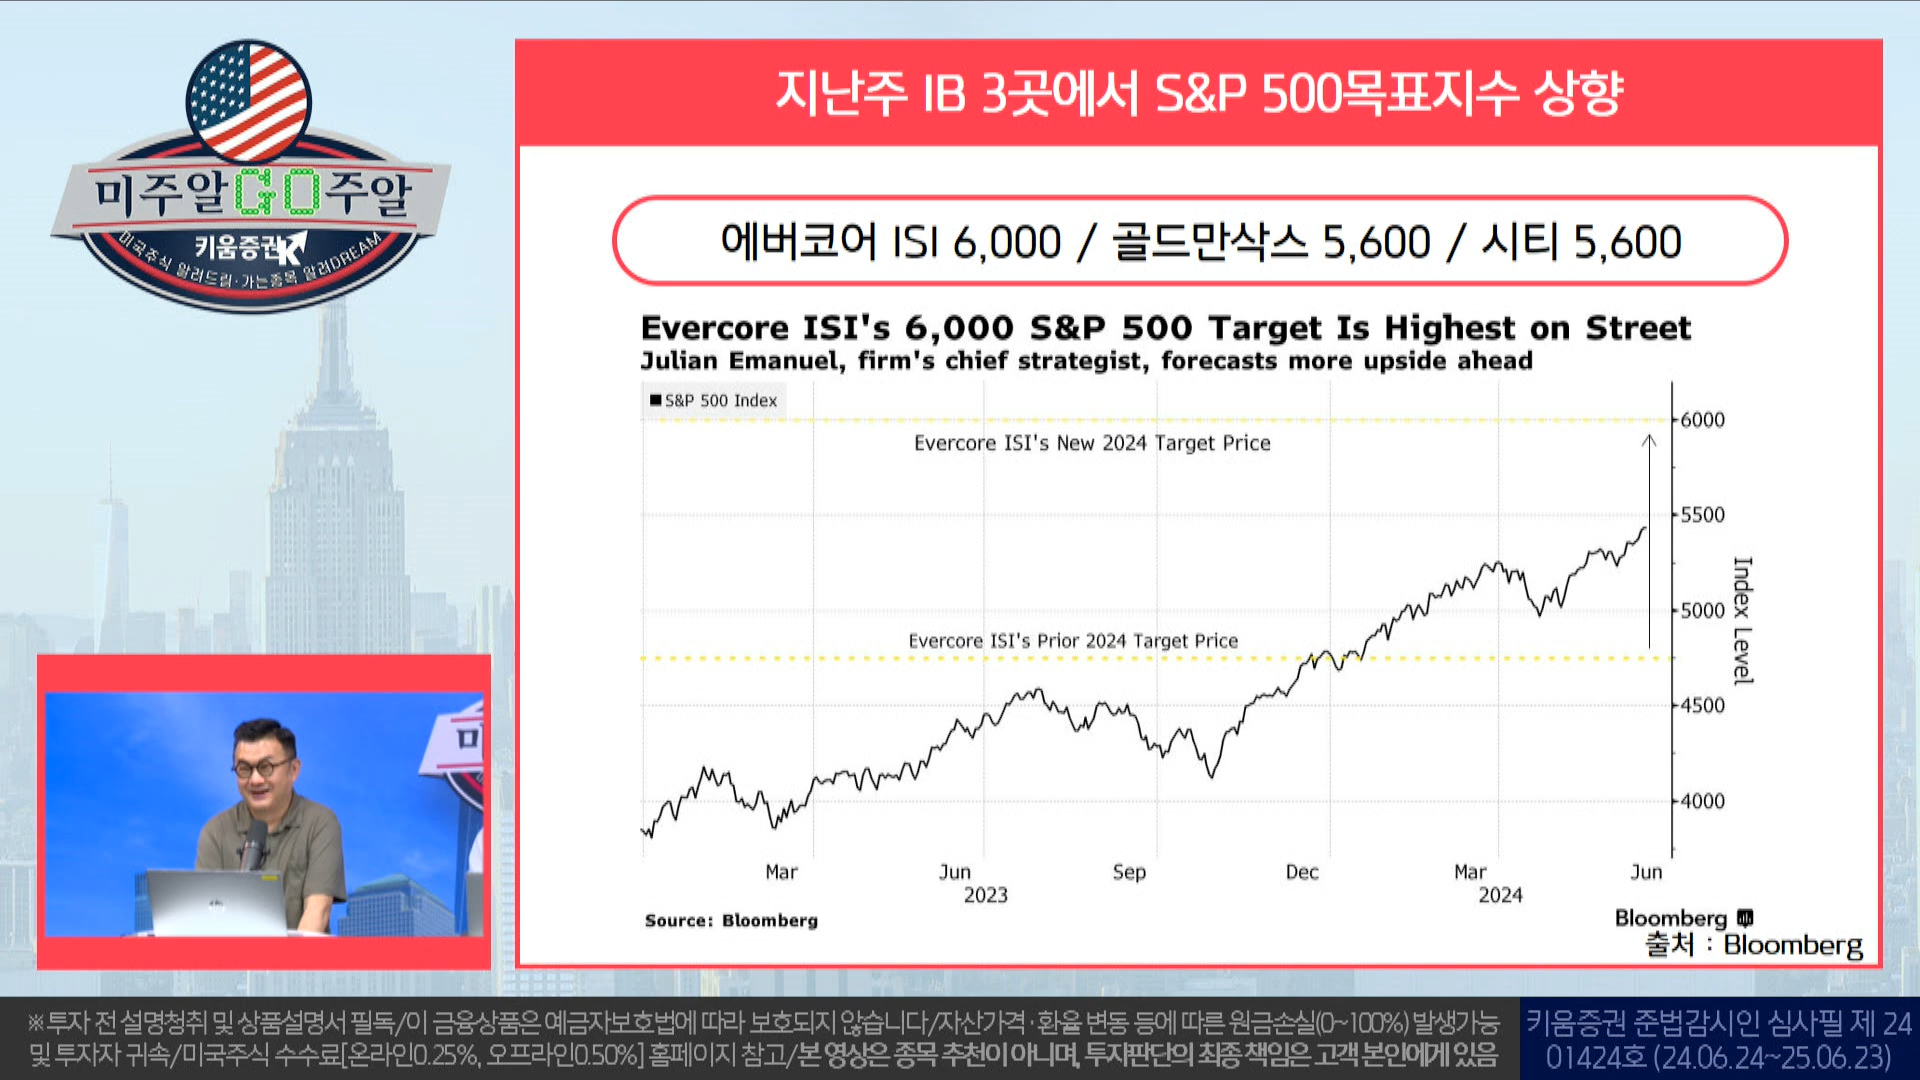 미주알GO주알
키움증권
미국주식 알려드림·가는종목 알려DREAM
지난주 IB 3곳에서 S&P 500목표지수 상향
에버코어 ISI 6,000 / 골드만삭스 5,600 / 시티 5,600
Evercore ISI's 6,000 S&P 500 Target Is Highest on Street
Julian Emanuel, firm's chief strategist, forecasts more upside ahead
S&P 500 Index
6000
Evercore ISI's New 2024 Target Price
5500
5000
Evercore ISI's Prior 2024 Target Price
4500
4000
Index Level
Mar Jun Sep Dec Mar Jun
2023 2024
Source: Bloomberg
Bloomberg
출처 : Bloomberg
미
hp
※투자 전 설명청취 및 상품설명서 필독/이 금융상품은 예금자보호법에 따라 보호되지 않습니다/자산가격·환율 변동 등에 따른 원금손실(0~100%) 발생가능
및 투자자 귀속/미국주식 수수료[온라인0.25%, 오프라인0.50%] 홈페이지 참고/본 영상은 종목 추천이 아니며, 투자판단의 최종 책임은 고객 본인에게 있음
키움증권 준법감시인 심사필 제 24
01424호 (24.06.24~25.06.23)